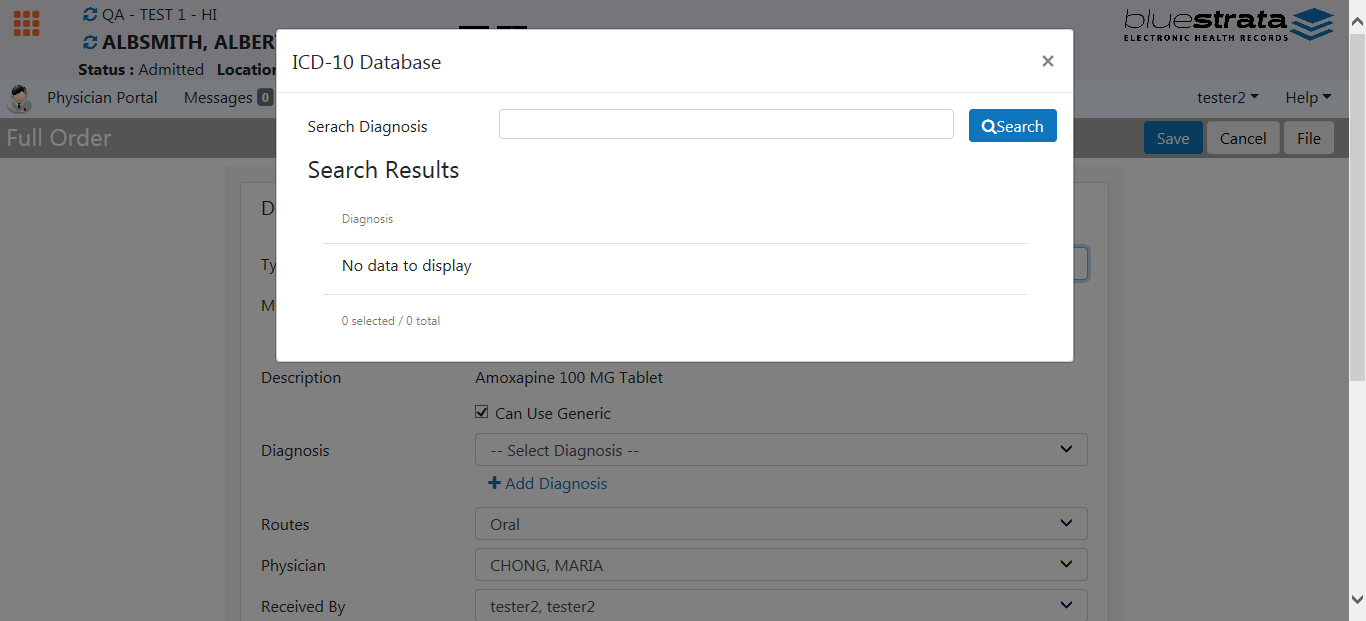 QA - TEST 1 - HI
ALBSMITH, ALBER
Status : Admitted Location
bluestrata
ELECTRONIC HEALTH RECORDS
Physician Portal Messages 0
tester2 Help
Full Order
Save Cancel File
ICD-10 Database
×
Serach Diagnosis
Search
Search Results
Diagnosis
No data to display
0 selected / 0 total
D
Ty
M
Description Amoxapine 100 MG Tablet
Can Use Generic
Diagnosis -- Select Diagnosis --
Add Diagnosis
Routes Oral
Physician CHONG, MARIA
Received By tester2, tester2